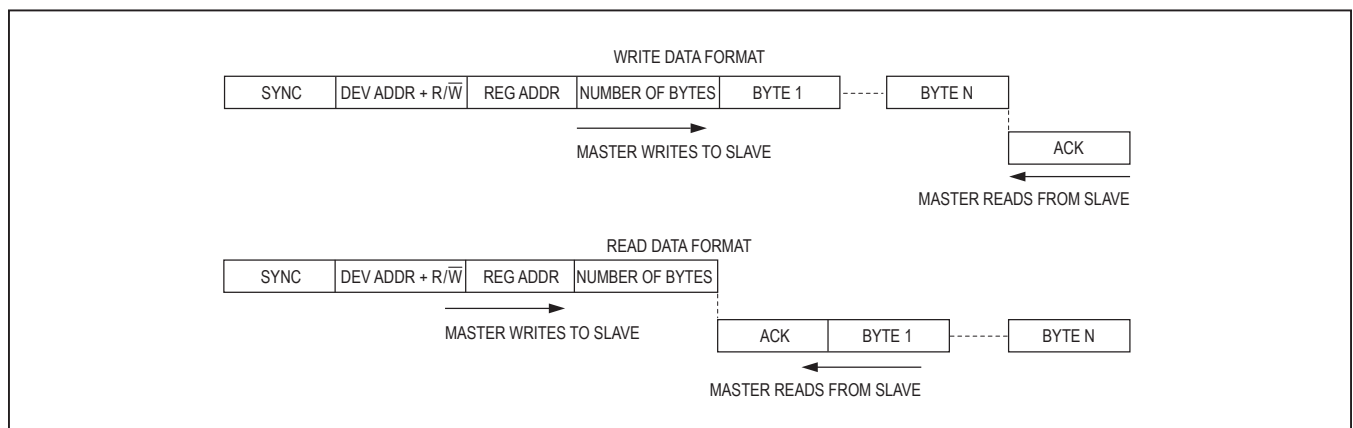 WRITE DATA FORMAT
SYNC DEV ADDR + R/W̅ REG ADDR NUMBER OF BYTES BYTE 1 BYTE N
MASTER WRITES TO SLAVE
ACK
MASTER READS FROM SLAVE
READ DATA FORMAT
SYNC DEV ADDR + R/W̅ REG ADDR NUMBER OF BYTES
MASTER WRITES TO SLAVE
ACK BYTE 1 BYTE N
MASTER READS FROM SLAVE